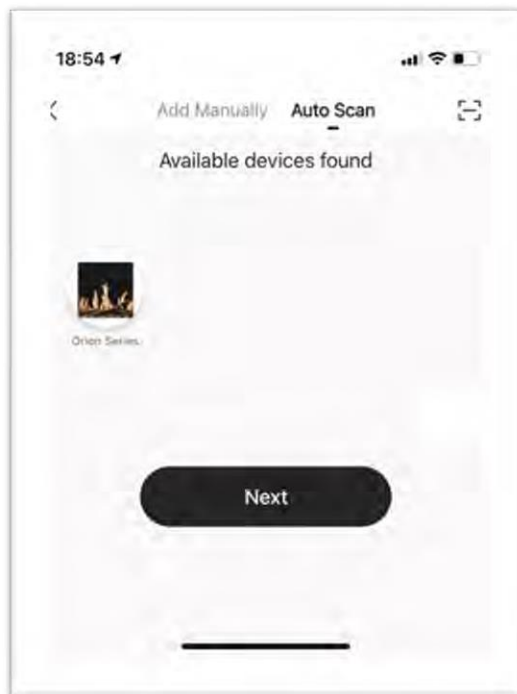 18:54
Add Manually Auto Scan
Available devices found
Orion Series
Next